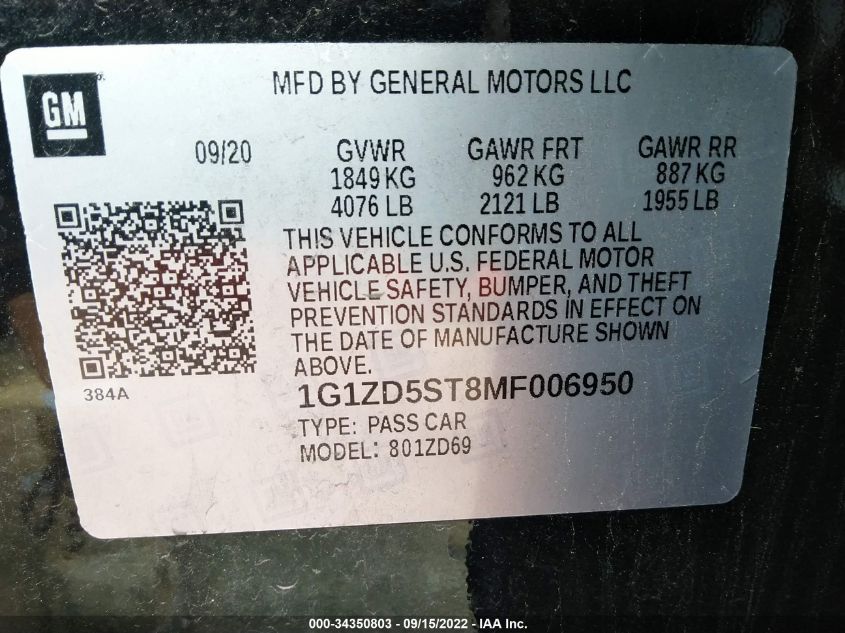 GM
MFD BY GENERAL MOTORS LLC
09/20 GVWR GAWR FRT GAWR RR
1849 KG 962 KG 887 KG
4076 LB 2121 LB 1955 LB
THIS VEHICLE CONFORMS TO ALL
APPLICABLE U.S. FEDERAL MOTOR
VEHICLE SAFETY, BUMPER, AND THEFT
PREVENTION STANDARDS IN EFFECT ON
THE DATE OF MANUFACTURE SHOWN
ABOVE.
384A
1G1ZD5ST8MF006950
TYPE: PASS CAR
MODEL: 801ZD69
000-34350803 - 09/15/2022 - IAA Inc.